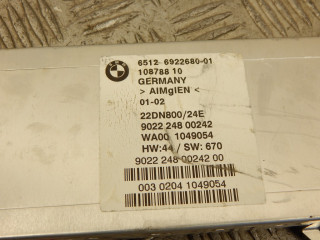 BMW
6512- 6922680-01
108788 10
GERMANY
> AlMgIEN <
01-02
22DN800/24E
9022 248 00242
WA00 1049054
HW:44 / SW: 670
9022 248 00242 00
003 0204 1049054